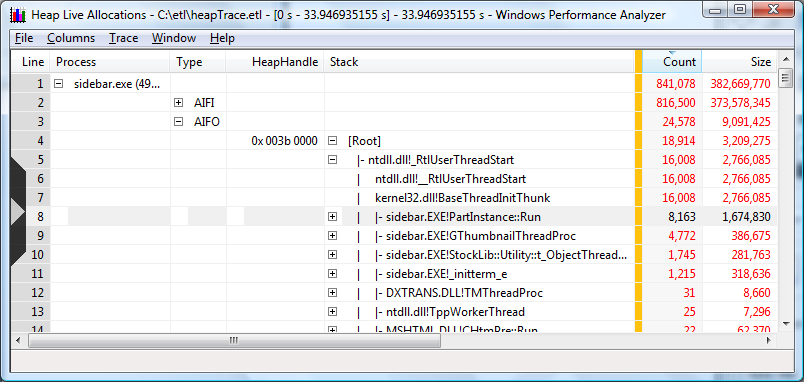 Heap Live Allocations - C:\etl\heapTrace.etl - [0 s - 33.946935155 s] - 33.946935155 s - Windows Performance Analyzer
File Columns Trace Window Help
Line Process Type HeapHandle Stack Count Size
1 sidebar.exe (49... 841,078 382,669,770
2 AIFI 816,500 373,578,345
3 AIFO 24,578 9,091,425
4 0x 003b 0000 [Root] 18,914 3,209,275
5 |- ntdll.dll!_RtlUserThreadStart 16,008 2,766,085
6 | ntdll.dll!__RtlUserThreadStart 16,008 2,766,085
7 | kernel32.dll!BaseThreadInitThunk 16,008 2,766,085
8 | |- sidebar.EXE!PartInstance::Run 8,163 1,674,830
9 | |- sidebar.EXE!GThumbnailThreadProc 4,772 386,675
10 | |- sidebar.EXE!StockLib::Utility::t_ObjectThread... 1,745 281,763
11 | |- sidebar.EXE!_initterm_e 1,215 318,636
12 | |- DXTRANS.DLL!TMThreadProc 31 8,660
13 | |- ntdll.dll!TppWorkerThread 25 7,296
14 | |- MSHTML.DLL!CHtmPre::Run 22 62,370